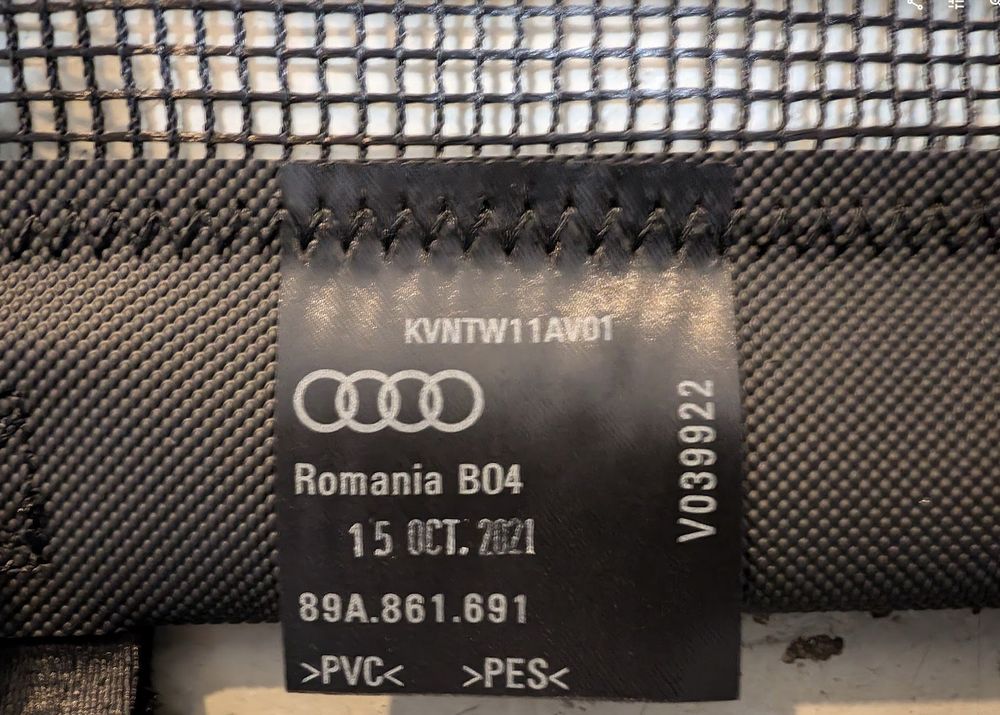 KVNTW11AV01
Romania B04
15 OCT. 2021
89A.861.691
>PVC< >PES<
V039922